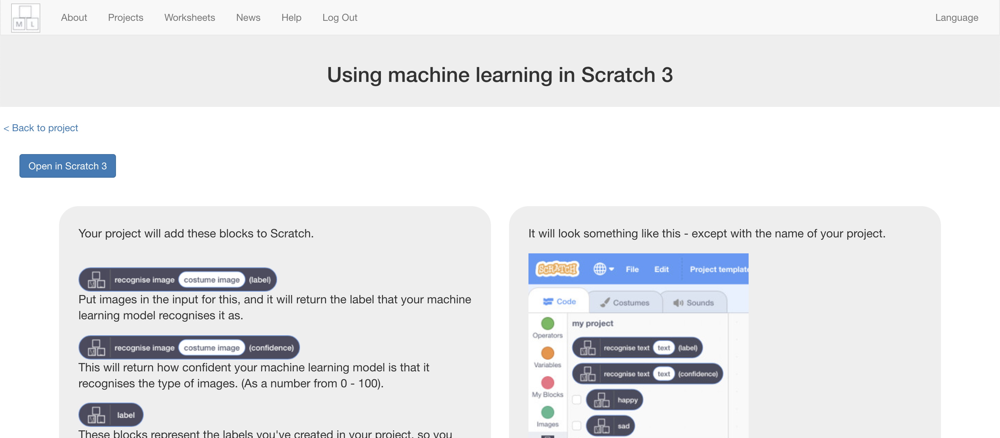 M L
About Projects Worksheets News Help Log Out Language
Using machine learning in Scratch 3
< Back to project
Open in Scratch 3
Your project will add these blocks to Scratch.
recognise image costume image (label)
Put images in the input for this, and it will return the label that your machine
learning model recognises it as.
recognise image costume image (confidence)
This will return how confident your machine learning model is that it
recognises the type of images. (As a number from 0 - 100).
label
These blocks represent the labels you've created in your project, so you
It will look something like this - except with the name of your project.
SCRATCH File Edit Project template
Code Costumes Sounds
my project
Operators
recognise text text (label)
Variables
recognise text text (confidence)
My Blocks
happy
Images
sad